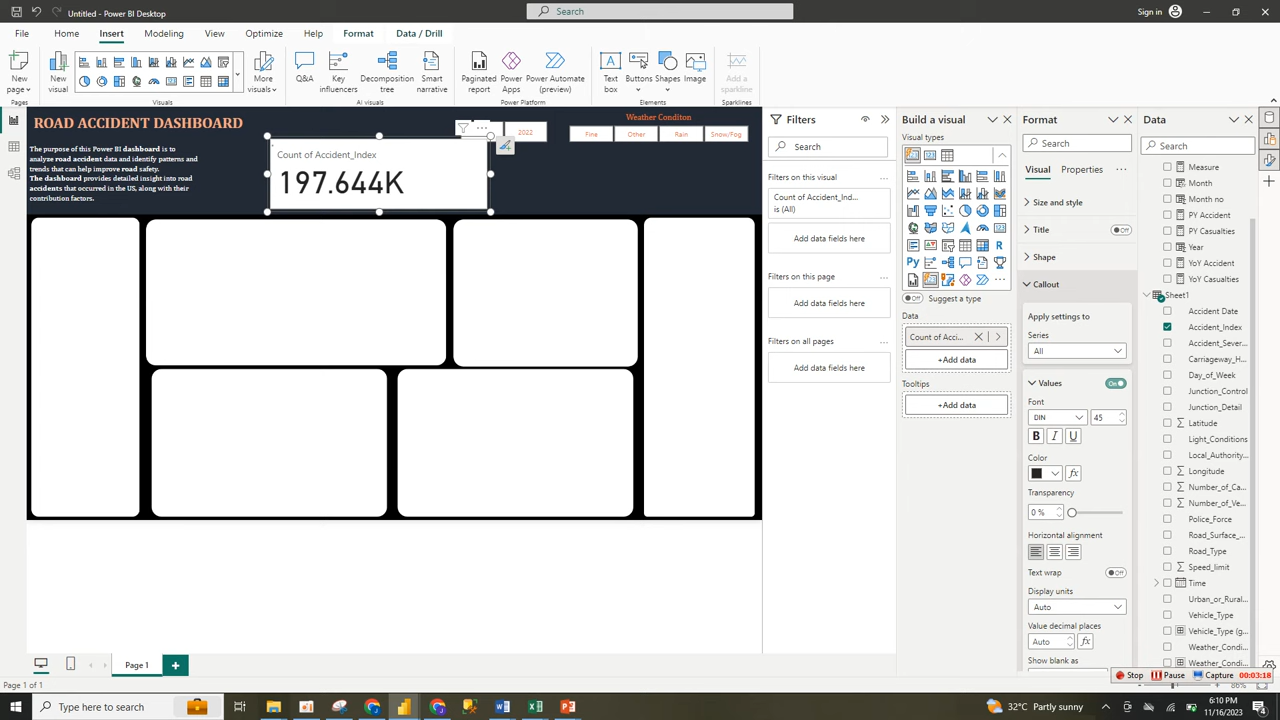 Untitled - Power BI Desktop
Search
Sign in
File
Home
Insert
Modeling
View
Optimize
Help
Format
Data / Drill
New page
New visual
More visuals
Q&A
Key influencers
Decomposition tree
Smart narrative
Paginated report
Power Apps
Power Automate (preview)
Text box
Buttons
Shapes
Image
Add a sparkline
Pages
Visuals
AI visuals
Power Platform
Elements
Sparklines
ROAD ACCIDENT DASHBOARD
The purpose of this Power BI dashboard is to
analyze road accident data and identify patterns and
trends that can help improve road safety.
The dashboard provides detailed insight into road
accidents that occurred in the US, along with their
contribution factors.
2022
Weather Conditon
Fine
Other
Rain
Snow/Fog
Count of Accident_Index
197.644K
Filters
Search
Filters on this visual
Count of Accident_Ind...
is (All)
Add data fields here
Filters on this page
Add data fields here
Filters on all pages
Add data fields here
Build a visual
Visual types
Suggest a type
Data
Count of Acci...
+Add data
Tooltips
+Add data
Format
Search
Visual
Properties
Size and style
Title
Off
Shape
Callout
Apply settings to
Series
All
Values
On
Font
DIN
45
B
I
U
Color
fx
Transparency
0 %
Horizontal alignment
Text wrap
Off
Display units
Auto
Value decimal places
Auto
fx
Show blank as
Data
Search
Measure
Month
Month no
PY Accident
PY Casualties
Year
YoY Accident
YoY Casualties
Sheet1
Accident Date
Accident_Index
Accident_Sever...
Carriageway_H...
Day_of_Week
Junction_Control
Junction_Detail
Latitude
Light_Conditions
Local_Authority...
Longitude
Number_of_Ca...
Number_of_Ve...
Police_Force
Road_Surface_...
Road_Type
Speed_limit
Time
Urban_or_Rural...
Vehicle_Type
Vehicle_Type (g...
Weather_Condi...
Weather_Condi...
Page 1
Page 1 of 1
Stop
Pause
Capture
00:03:18
86%
Type here to search
32°C Partly sunny
6:10 PM
11/16/2023